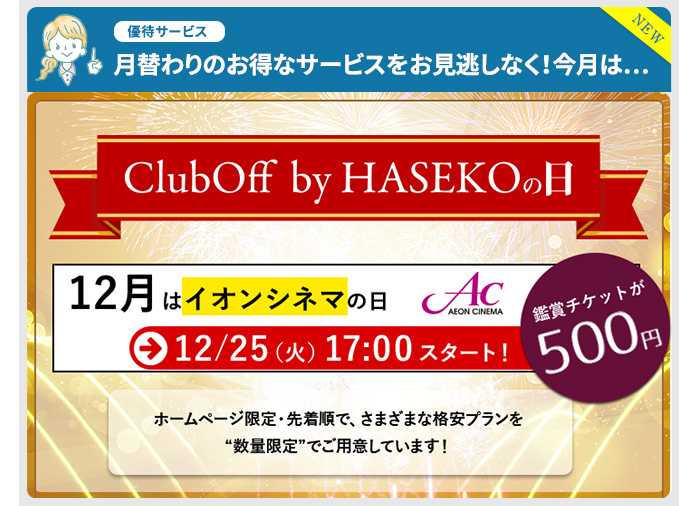 優待サービス
月替わりのお得なサービスをお見逃しなく!今月は…
NEW
ClubOff by HASEKOの日
12月はイオンシネマの日
AC
AEON CINEMA
鑑賞チケットが
500円
12/25(火)17:00スタート!
ホームページ限定・先着順で、さまざまな格安プランを
“数量限定”でご用意しています!